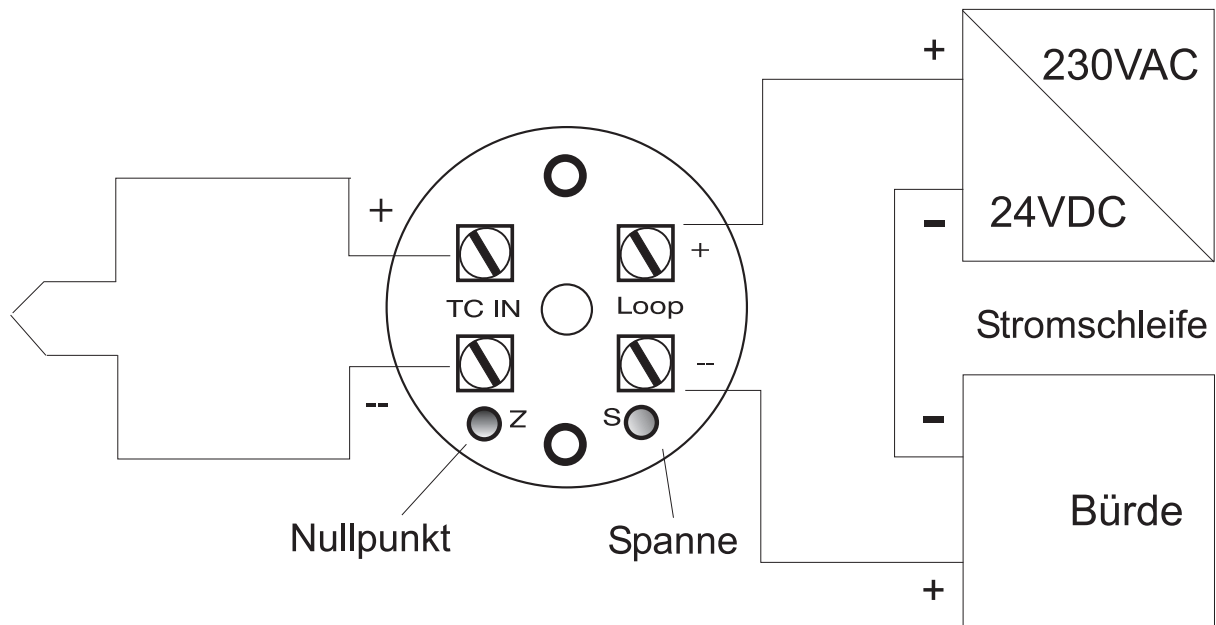 +
230VAC
24VDC
-
+
+
TC IN
Loop
--
--
Z
S
Stromschleife
-
Nullpunkt
Spanne
Bürde
+